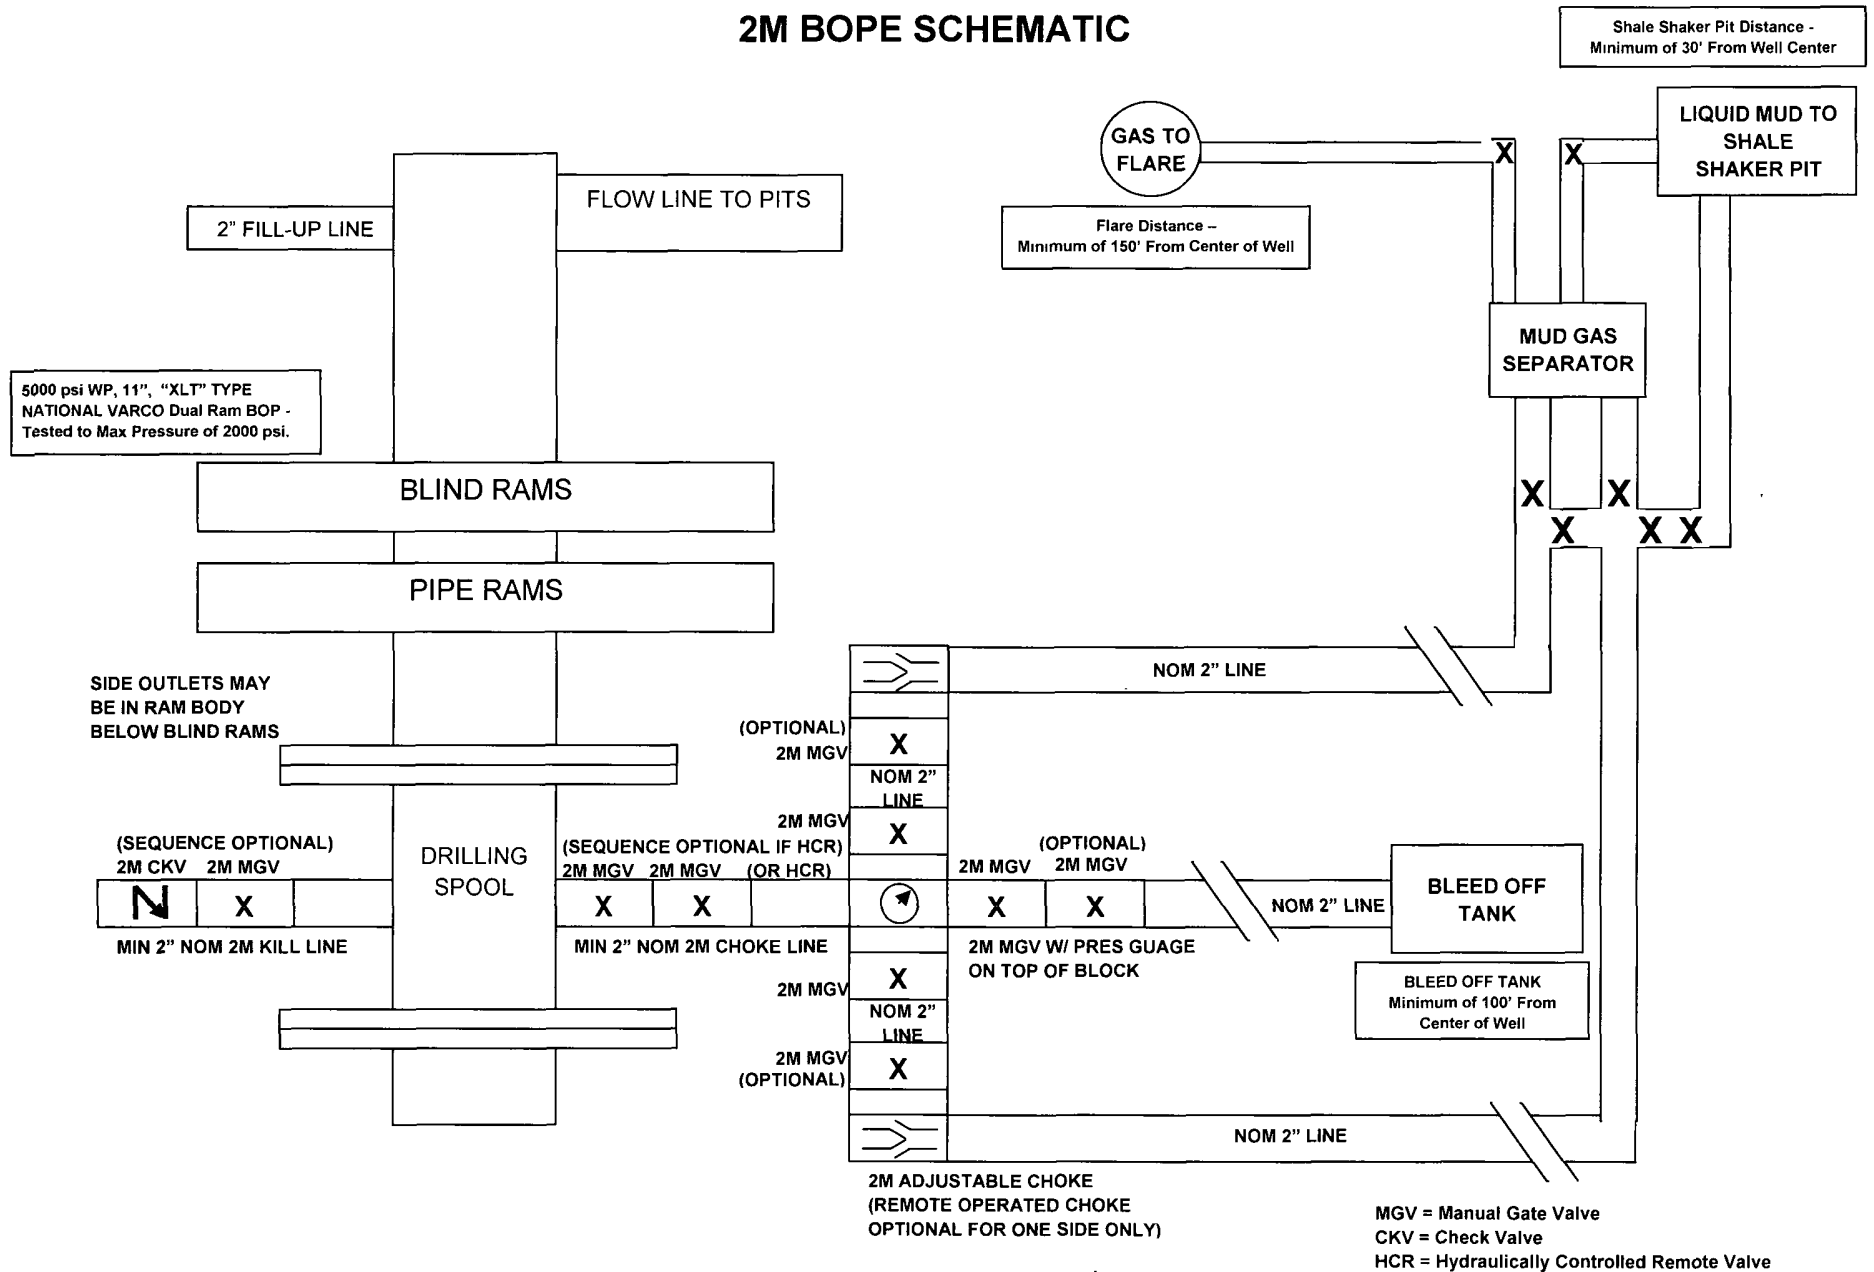 2M BOPE SCHEMATIC
Shale Shaker Pit Distance -
Minimum of 30' From Well Center
LIQUID MUD TO
SHALE
SHAKER PIT
GAS TO
FLARE
Flare Distance –
Minimum of 150' From Center of Well
FLOW LINE TO PITS
2” FILL-UP LINE
MUD GAS
SEPARATOR
5000 psi WP, 11”, “XLT” TYPE
NATIONAL VARCO Dual Ram BOP -
Tested to Max Pressure of 2000 psi.
BLIND RAMS
PIPE RAMS
X X
X X
X X X
SIDE OUTLETS MAY
BE IN RAM BODY
BELOW BLIND RAMS
NOM 2” LINE
(OPTIONAL)
2M MGV
X
NOM 2”
LINE
2M MGV
X
(SEQUENCE OPTIONAL)
2M CKV 2M MGV
X
MIN 2” NOM 2M KILL LINE
DRILLING
SPOOL
(SEQUENCE OPTIONAL IF HCR)
2M MGV 2M MGV (OR HCR)
X X
MIN 2” NOM 2M CHOKE LINE
(OPTIONAL)
2M MGV 2M MGV
X X
NOM 2” LINE
2M MGV W/ PRES GUAGE
ON TOP OF BLOCK
BLEED OFF
TANK
BLEED OFF TANK
Minimum of 100' From
Center of Well
2M MGV
X
NOM 2”
LINE
2M MGV
(OPTIONAL)
X
NOM 2” LINE
2M ADJUSTABLE CHOKE
(REMOTE OPERATED CHOKE
OPTIONAL FOR ONE SIDE ONLY)
MGV = Manual Gate Valve
CKV = Check Valve
HCR = Hydraulically Controlled Remote Valve